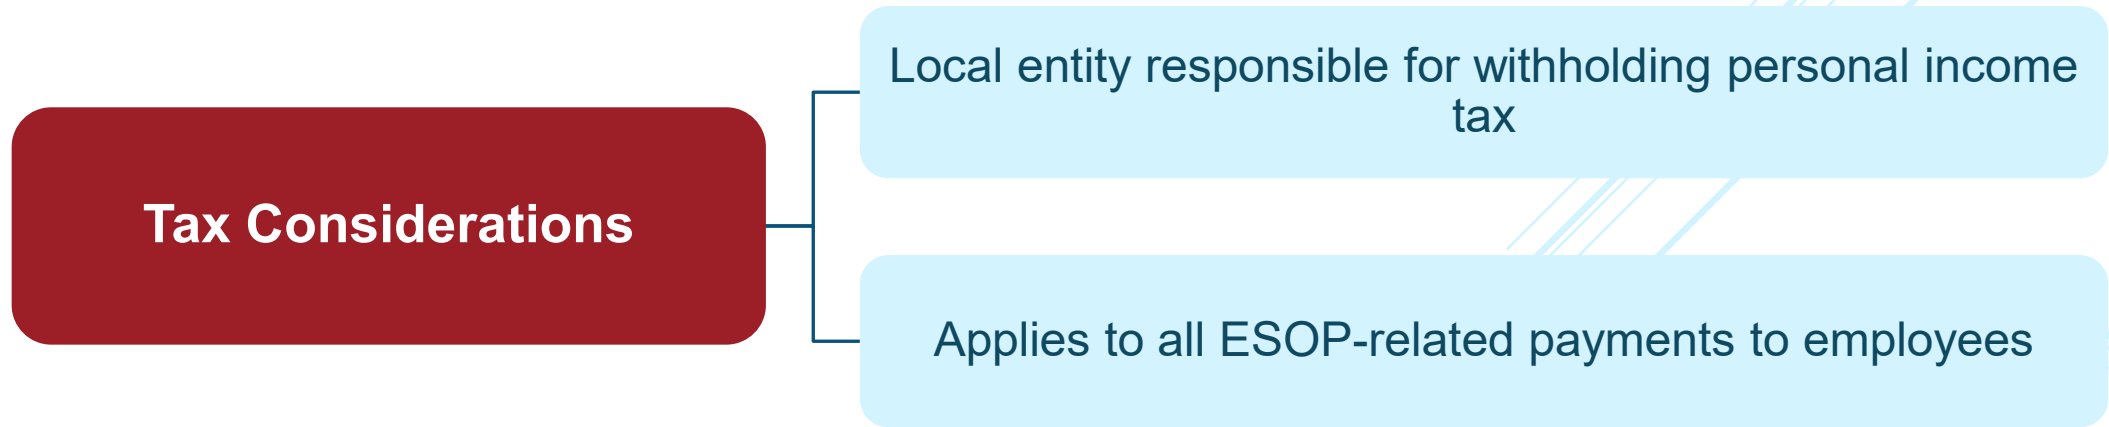 Tax Considerations
Local entity responsible for withholding personal income
tax
Applies to all ESOP-related payments to employees